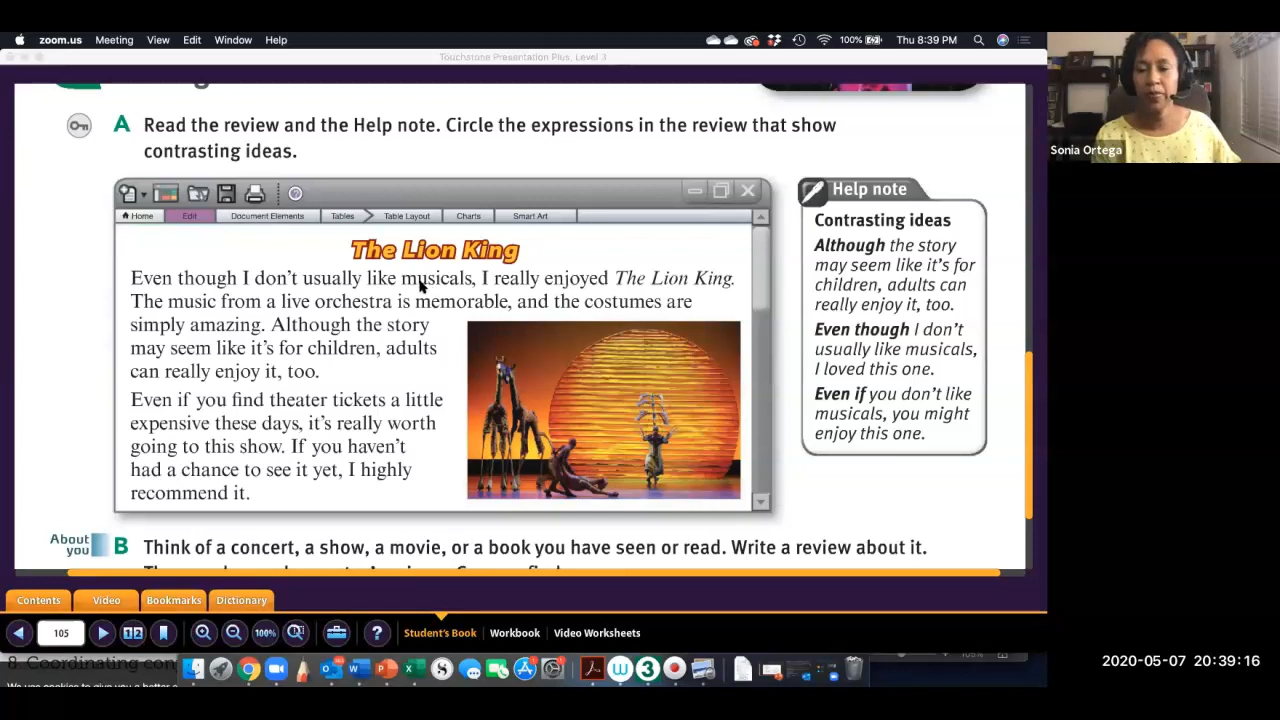 zoom.us Meeting View Edit Window Help 100% Thu 8:39 PM
Touchstone Presentation Plus, Level 3
A Read the review and the Help note. Circle the expressions in the review that show
contrasting ideas.
Home Edit Document Elements Tables Table Layout Charts Smart Art
The Lion King
Even though I don't usually like musicals, I really enjoyed The Lion King.
The music from a live orchestra is memorable, and the costumes are
simply amazing. Although the story
may seem like it's for children, adults
can really enjoy it, too.
Even if you find theater tickets a little
expensive these days, it's really worth
going to this show. If you haven't
had a chance to see it yet, I highly
recommend it.
Help note
Contrasting ideas
Although the story
may seem like it's for
children, adults can
really enjoy it, too.
Even though I don't
usually like musicals,
I loved this one.
Even if you don't like
musicals, you might
enjoy this one.
About
you
B Think of a concert, a show, a movie, or a book you have seen or read. Write a review about it.
Contents Video Bookmarks Dictionary
105 12 100% ? Student's Book Workbook Video Worksheets
8. Coordinating con
Sonia Ortega
2020-05-07 20:39:16